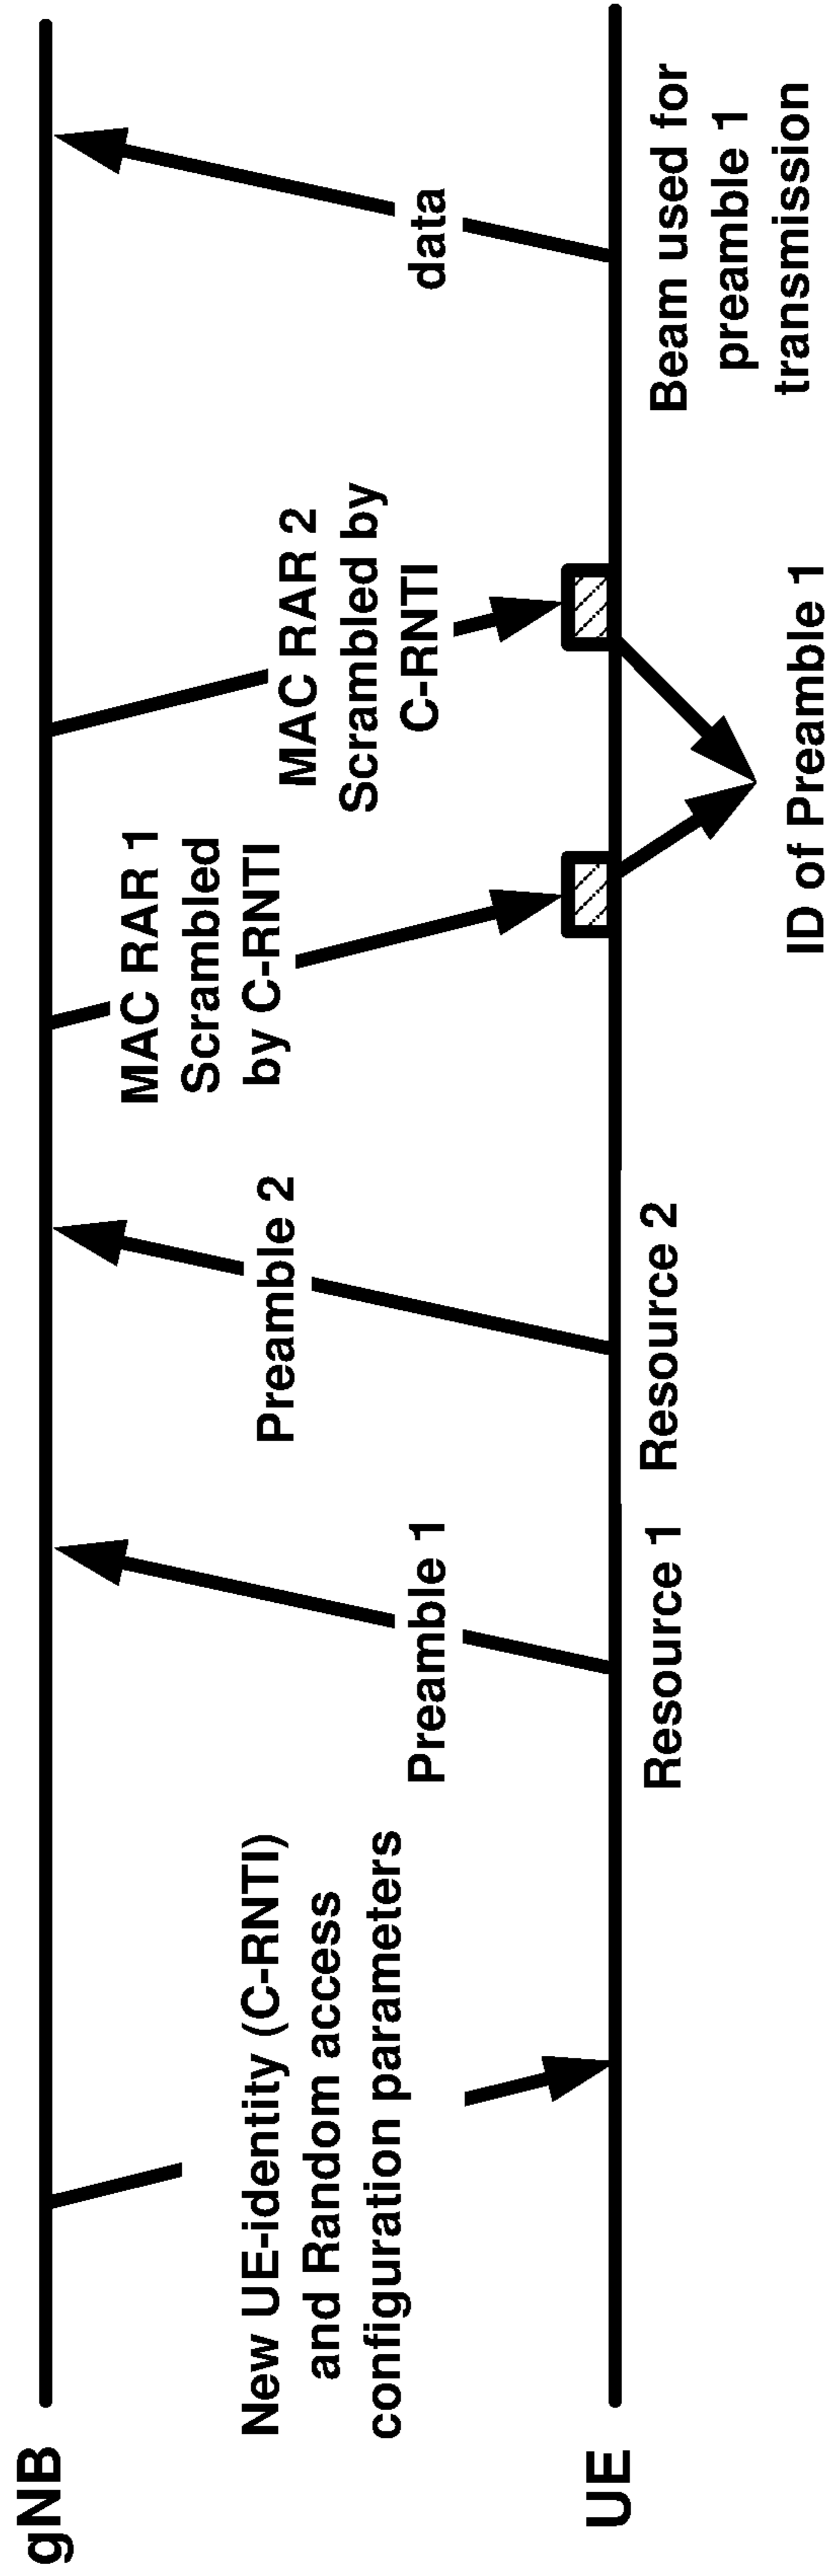 gNB
New UE-identity (C-RNTI)
and Random access
configuration parameters
Preamble 1
Preamble 2
MAC RAR 1
Scrambled
by C-RNTI
MAC RAR 2
Scrambled by
C-RNTI
data
UE
Resource 1
Resource 2
ID of Preamble 1
Beam used for
preamble 1
transmission